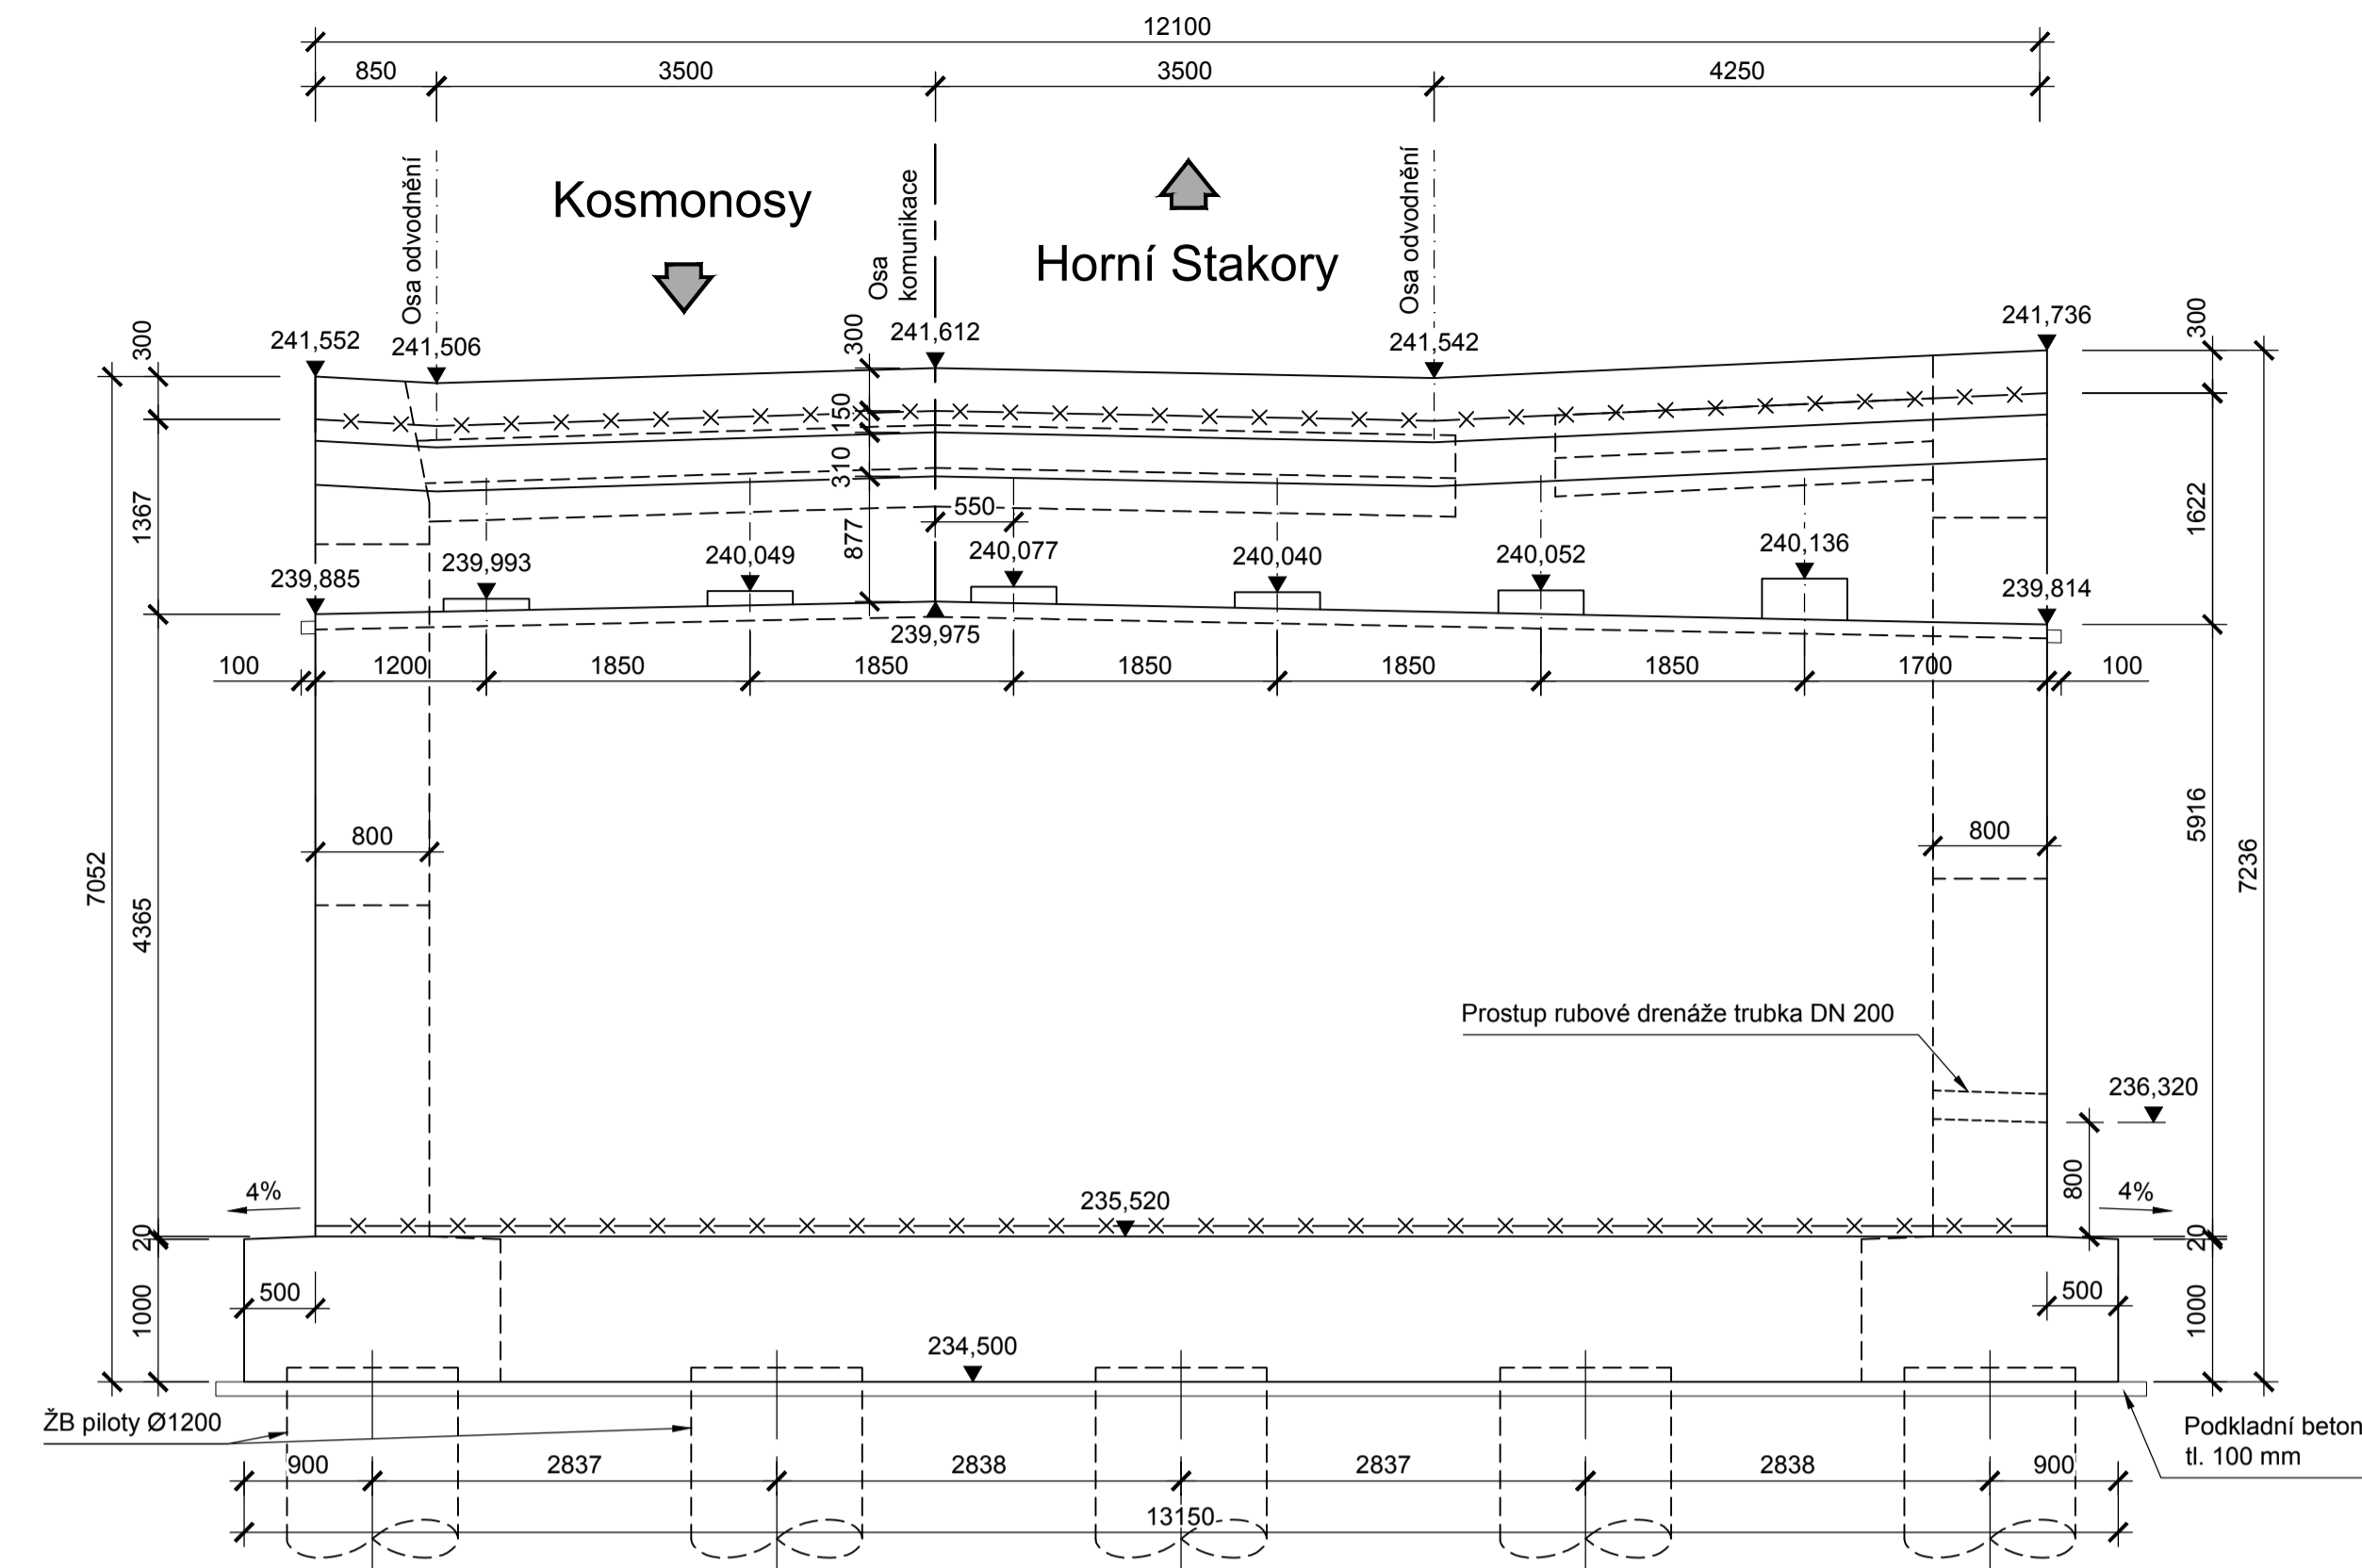 12100
850 3500 3500 4250
Osa odvodnění
Kosmonosy
Osa
komunikace
Horní Stakory
Osa odvodnění
241,552 241,506 241,612 241,542 241,736
300 300 300
150
310
877
550
1367 1622
239,885 239,993 240,049 240,077 240,040 240,052 240,136 239,814
239,975
100 1200 1850 1850 1850 1850 1850 1700 100
800 800
7052 4365 5916 7236
Prostup rubové drenáže trubka DN 200
236,320
800
4% 235,520 4%
20 20
500 500
1000 1000
234,500
ŽB piloty Ø1200
Podkladní beton
tl. 100 mm
900 2837 2838 2837 2838 900
13150